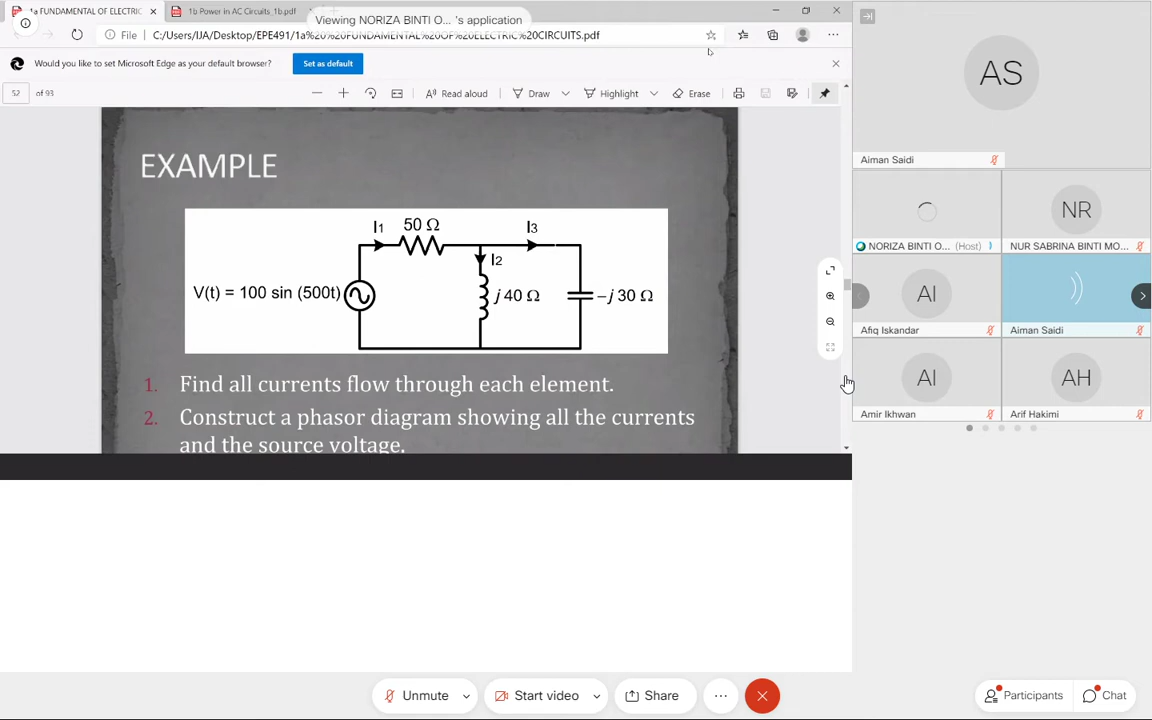 1a FUNDAMENTAL OF ELECTRIC
1b Power in AC Circuits_1b.pdf
Viewing NORIZA BINTI O... 's application
File
C:/Users/IJA/Desktop/EPE491/1a%20%20FUNDAMENTAL%20OF%20ELECTRIC%20CIRCUITS.pdf
Would you like to set Microsoft Edge as your default browser?
Set as default
52 of 93
Read aloud
Draw
Highlight
Erase
EXAMPLE
I1
50 Ω
I3
I2
V(t) = 100 sin (500t)
j 40 Ω
–j 30 Ω
1. Find all currents flow through each element.
2. Construct a phasor diagram showing all the currents
and the source voltage.
AS
Aiman Saidi
NORIZA BINTI O... (Host)
NR
NUR SABRINA BINTI MO...
AI
Afiq Iskandar
Aiman Saidi
AI
Amir Ikhwan
AH
Arif Hakimi
Unmute
Start video
Share
Participants
Chat